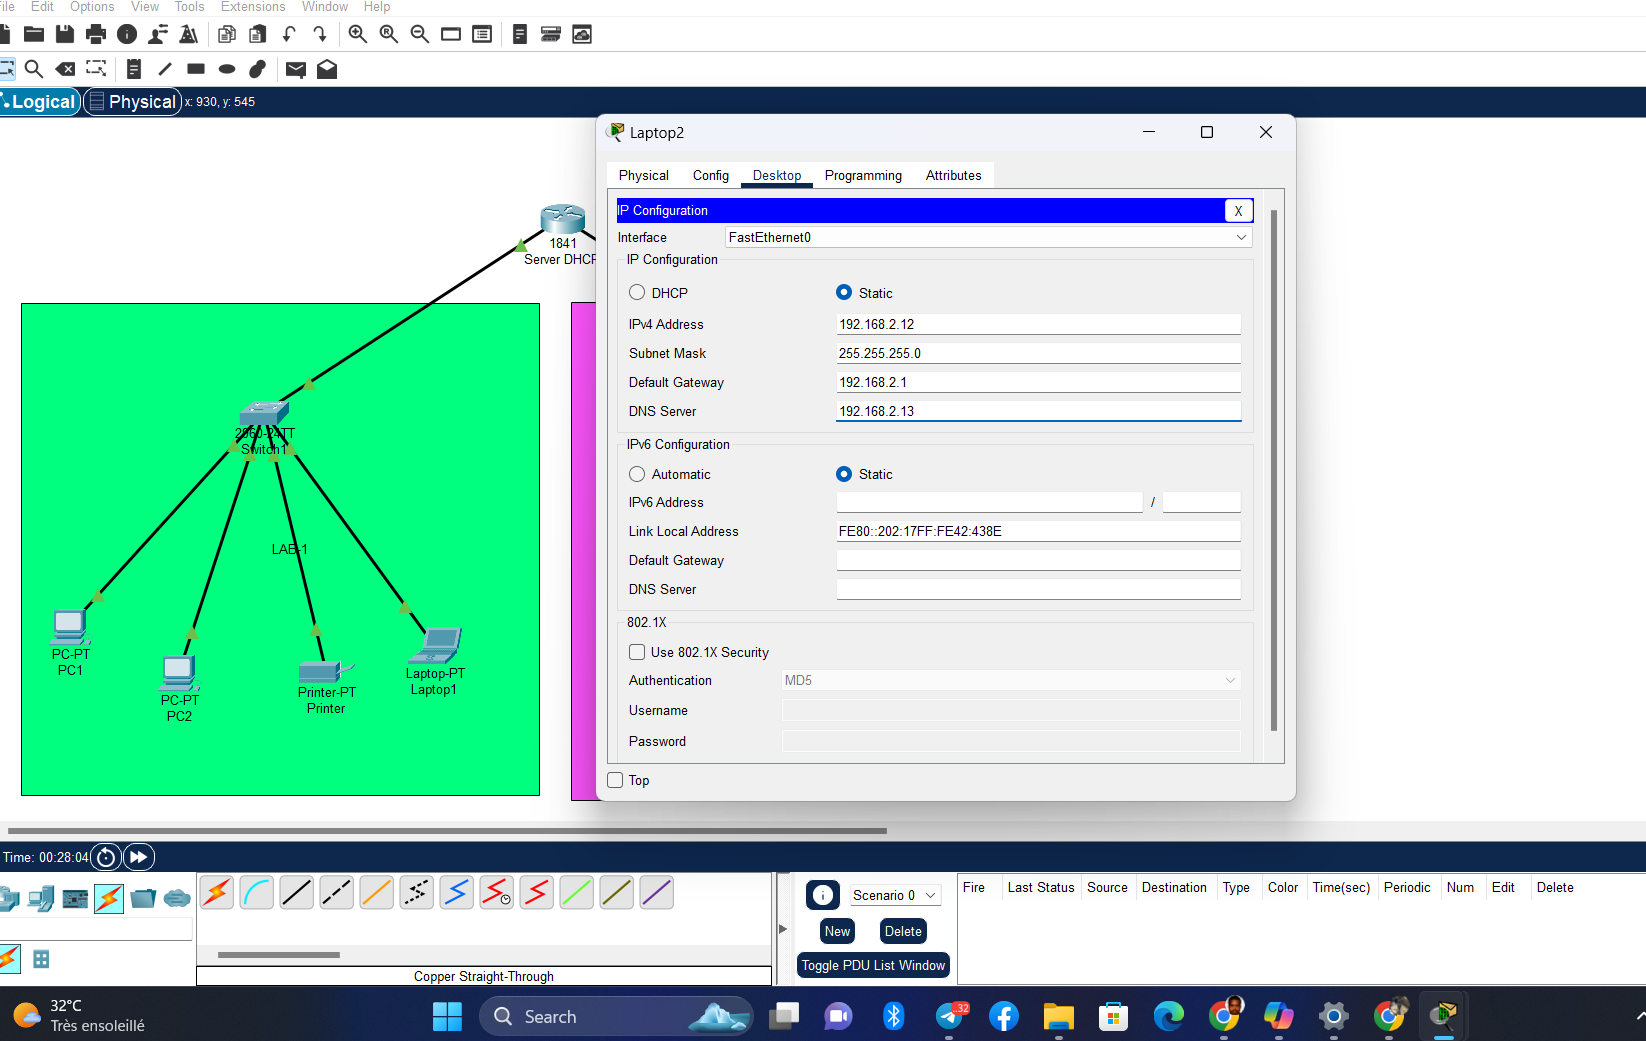 ile Edit Options View Tools Extensions Window Help
Logical Physical x: 930, y: 545
1841
Server DHCP
2960-24TT
Switch1
LAB-1
PC-PT
PC1
PC-PT
PC2
Printer-PT
Printer
Laptop-PT
Laptop1
Laptop2
Physical Config Desktop Programming Attributes
IP Configuration X
Interface FastEthernet0
IP Configuration
DHCP Static
IPv4 Address 192.168.2.12
Subnet Mask 255.255.255.0
Default Gateway 192.168.2.1
DNS Server 192.168.2.13
IPv6 Configuration
Automatic Static
IPv6 Address /
Link Local Address FE80::202:17FF:FE42:438E
Default Gateway
DNS Server
802.1X
Use 802.1X Security
Authentication MD5
Username
Password
Top
Time: 00:28:04
Copper Straight-Through
Scenario 0
New Delete
Toggle PDU List Window
Fire Last Status Source Destination Type Color Time(sec) Periodic Num Edit Delete
32°C
Très ensoleillé
Search
..32